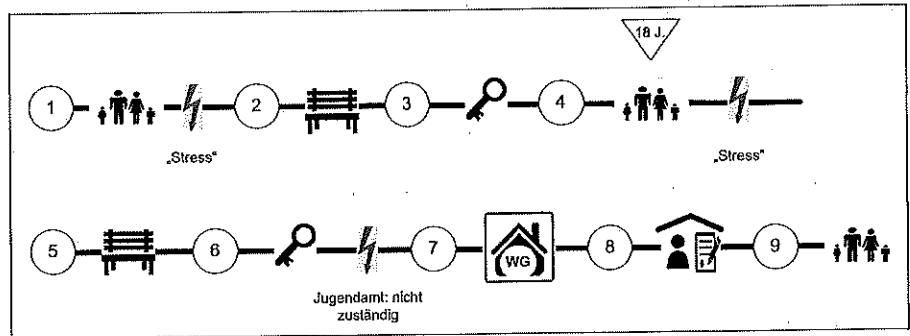 18 J.
1
2
3
4
„Stress“
„Stress“
5
6
7
WG
8
9
Jugendamt: nicht
zuständig